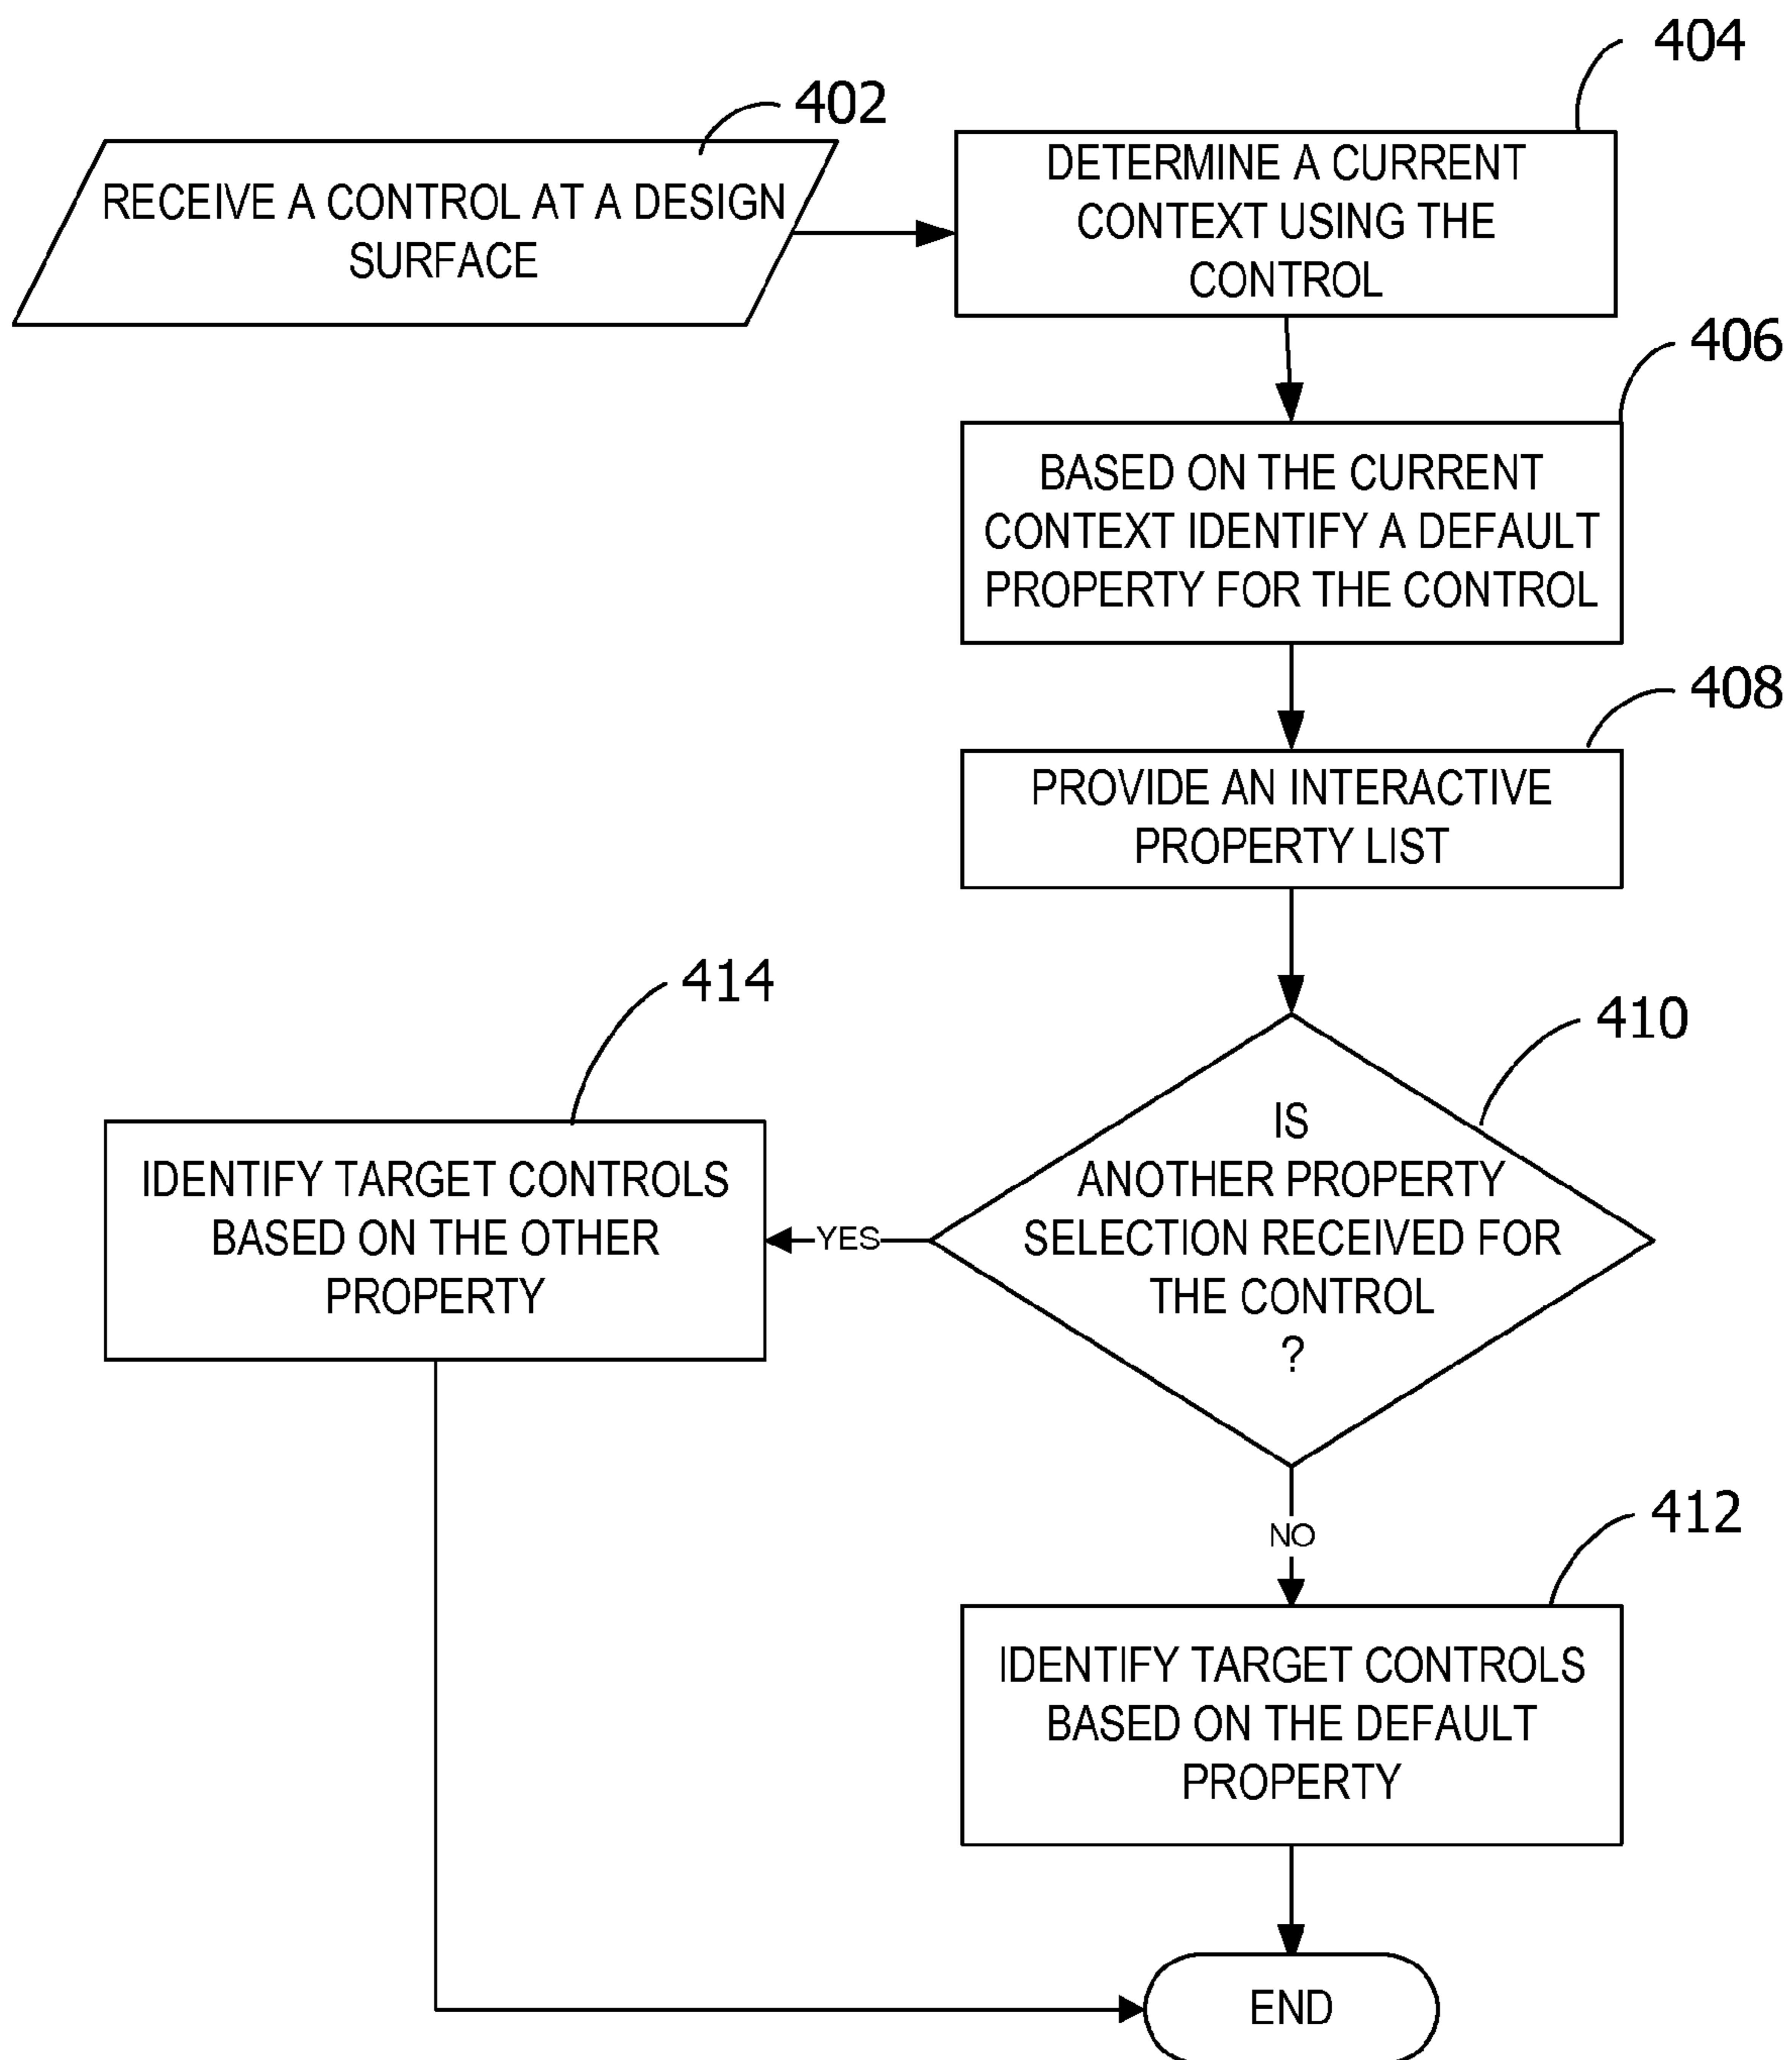 402
RECEIVE A CONTROL AT A DESIGN
SURFACE
404
DETERMINE A CURRENT
CONTEXT USING THE
CONTROL
406
BASED ON THE CURRENT
CONTEXT IDENTIFY A DEFAULT
PROPERTY FOR THE CONTROL
408
PROVIDE AN INTERACTIVE
PROPERTY LIST
410
IS
ANOTHER PROPERTY
SELECTION RECEIVED FOR
THE CONTROL
?
YES
414
IDENTIFY TARGET CONTROLS
BASED ON THE OTHER
PROPERTY
NO
412
IDENTIFY TARGET CONTROLS
BASED ON THE DEFAULT
PROPERTY
END